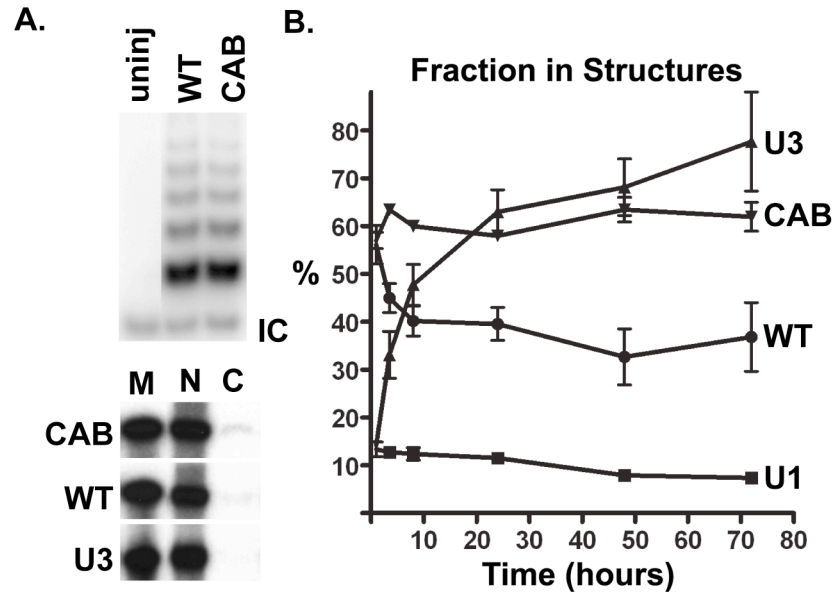 A.
uninj
WT
CAB
IC
M N C
CAB
WT
U3
B.
Fraction in Structures
80
70
60
50
40
30
20
10
%
U3
CAB
WT
U1
10 20 30 40 50 60 70 80
Time (hours)